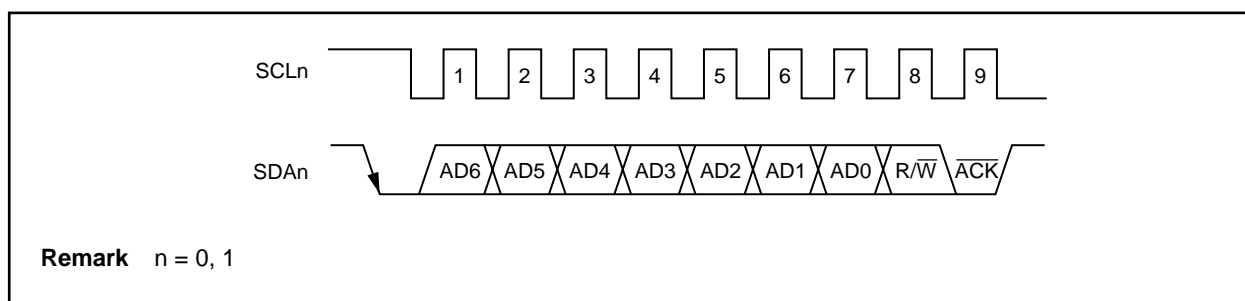 SCLn 1 2 3 4 5 6 7 8 9
SDAn AD6 AD5 AD4 AD3 AD2 AD1 AD0 R/W̅ A̅C̅K̅
Remark n = 0, 1